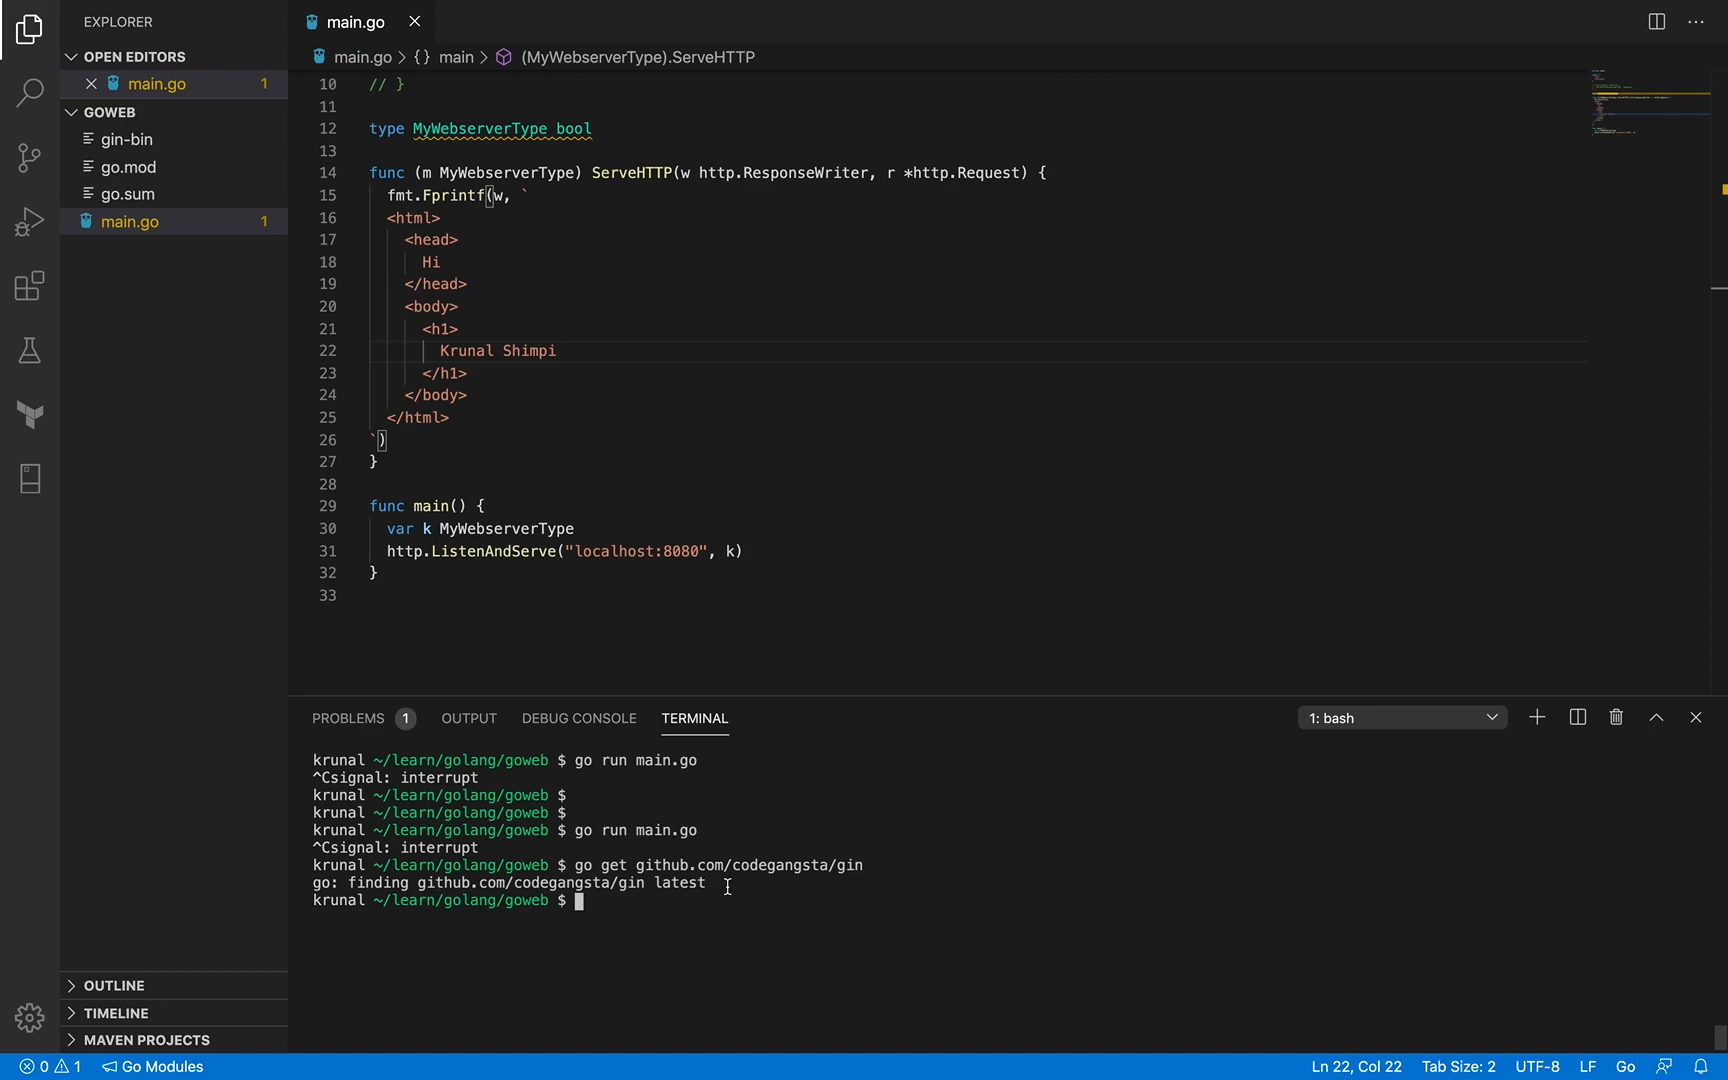 EXPLORER
OPEN EDITORS
main.go 1
GOWEB
gin-bin
go.mod
go.sum
main.go 1
OUTLINE
TIMELINE
MAVEN PROJECTS
main.go
main.go > {} main > (MyWebserverType).ServeHTTP
10 // }
11
12 type MyWebserverType bool
13
14 func (m MyWebserverType) ServeHTTP(w http.ResponseWriter, r *http.Request) {
15 fmt.Fprintf(w, `
16 <html>
17 <head>
18 Hi
19 </head>
20 <body>
21 <h1>
22 Krunal Shimpi
23 </h1>
24 </body>
25 </html>
26 `)
27 }
28
29 func main() {
30 var k MyWebserverType
31 http.ListenAndServe("localhost:8080", k)
32 }
33
PROBLEMS 1 OUTPUT DEBUG CONSOLE TERMINAL 1: bash
krunal ~/learn/golang/goweb $ go run main.go
^Csignal: interrupt
krunal ~/learn/golang/goweb $
krunal ~/learn/golang/goweb $
krunal ~/learn/golang/goweb $ go run main.go
^Csignal: interrupt
krunal ~/learn/golang/goweb $ go get github.com/codegangsta/gin
go: finding github.com/codegangsta/gin latest
krunal ~/learn/golang/goweb $
0 1 Go Modules Ln 22, Col 22 Tab Size: 2 UTF-8 LF Go